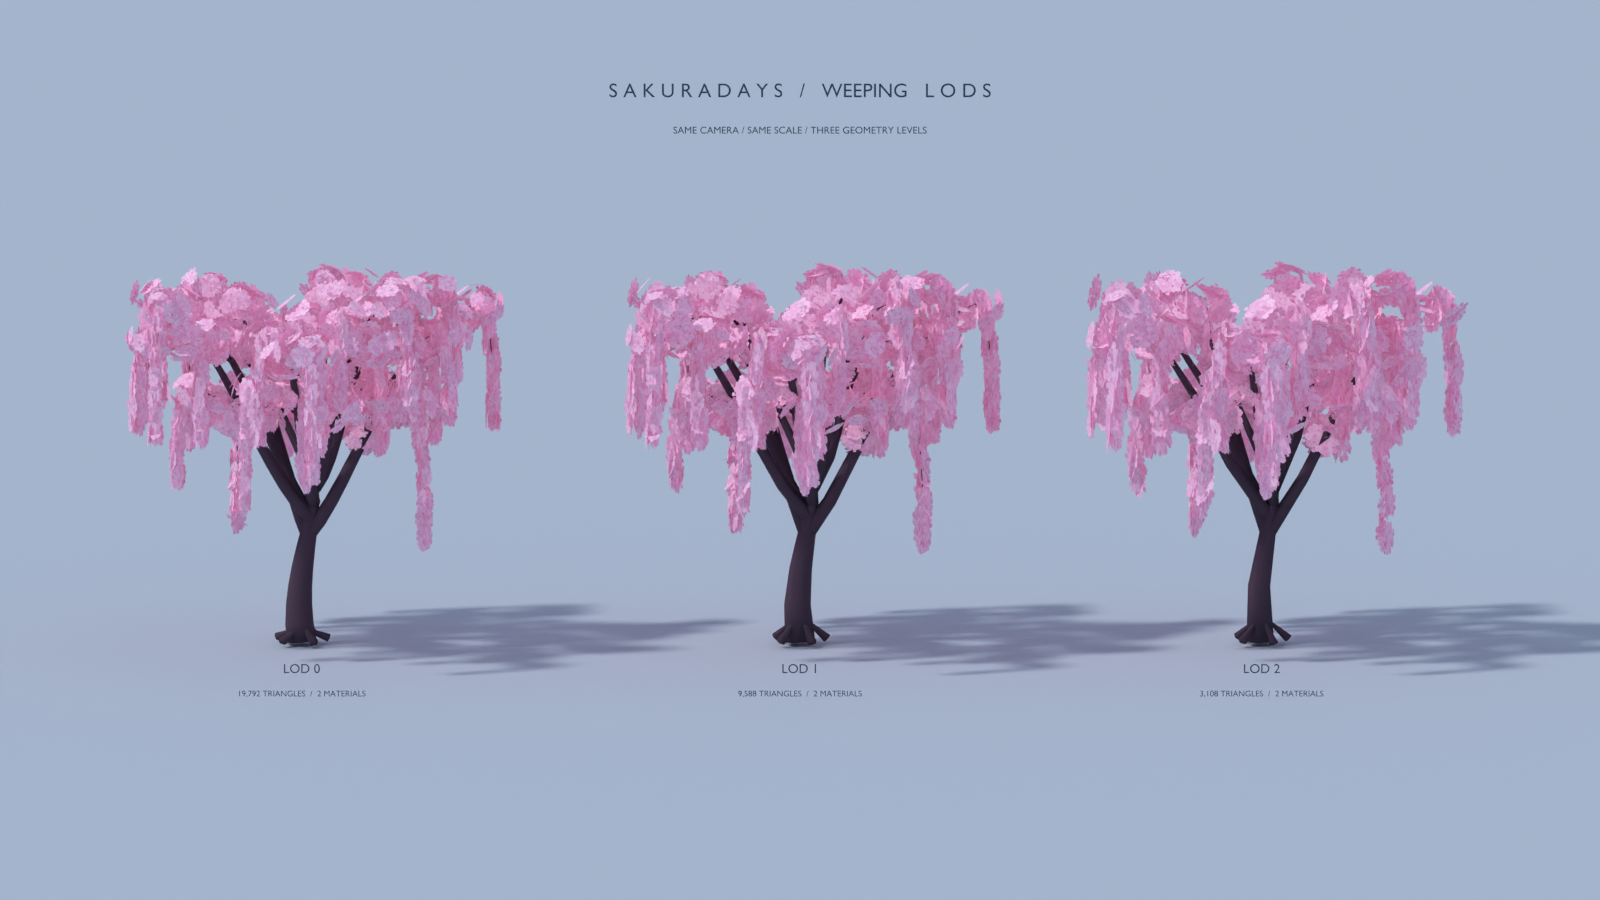 SAKURADAYS / WEEPING LODS
SAME CAMERA / SAME SCALE / THREE GEOMETRY LEVELS
LOD 0
19,792 TRIANGLES / 2 MATERIALS
LOD 1
9,588 TRIANGLES / 2 MATERIALS
LOD 2
3,108 TRIANGLES / 2 MATERIALS